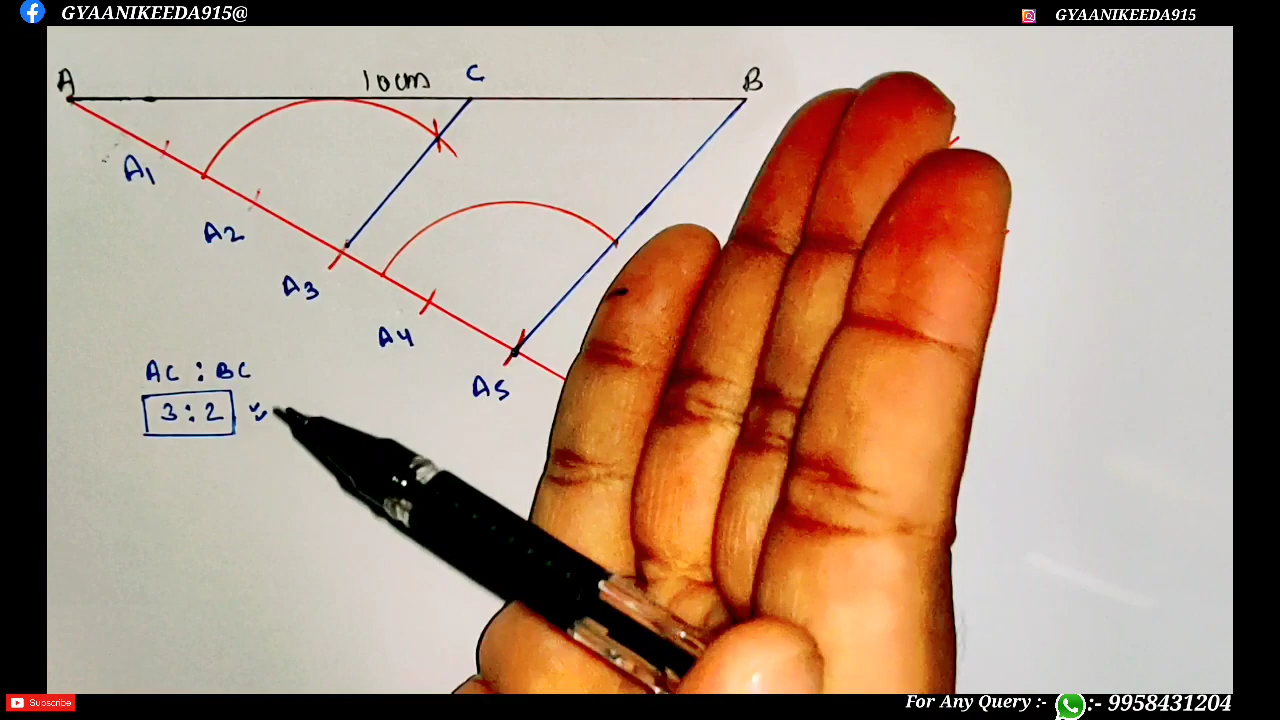 GYAANIKEEDA915@
GYAANIKEEDA915
A 10cm C B
A1
A2
A3
A4
A5
AC : BC
3:2
Subscribe
For Any Query :- :- 9958431204